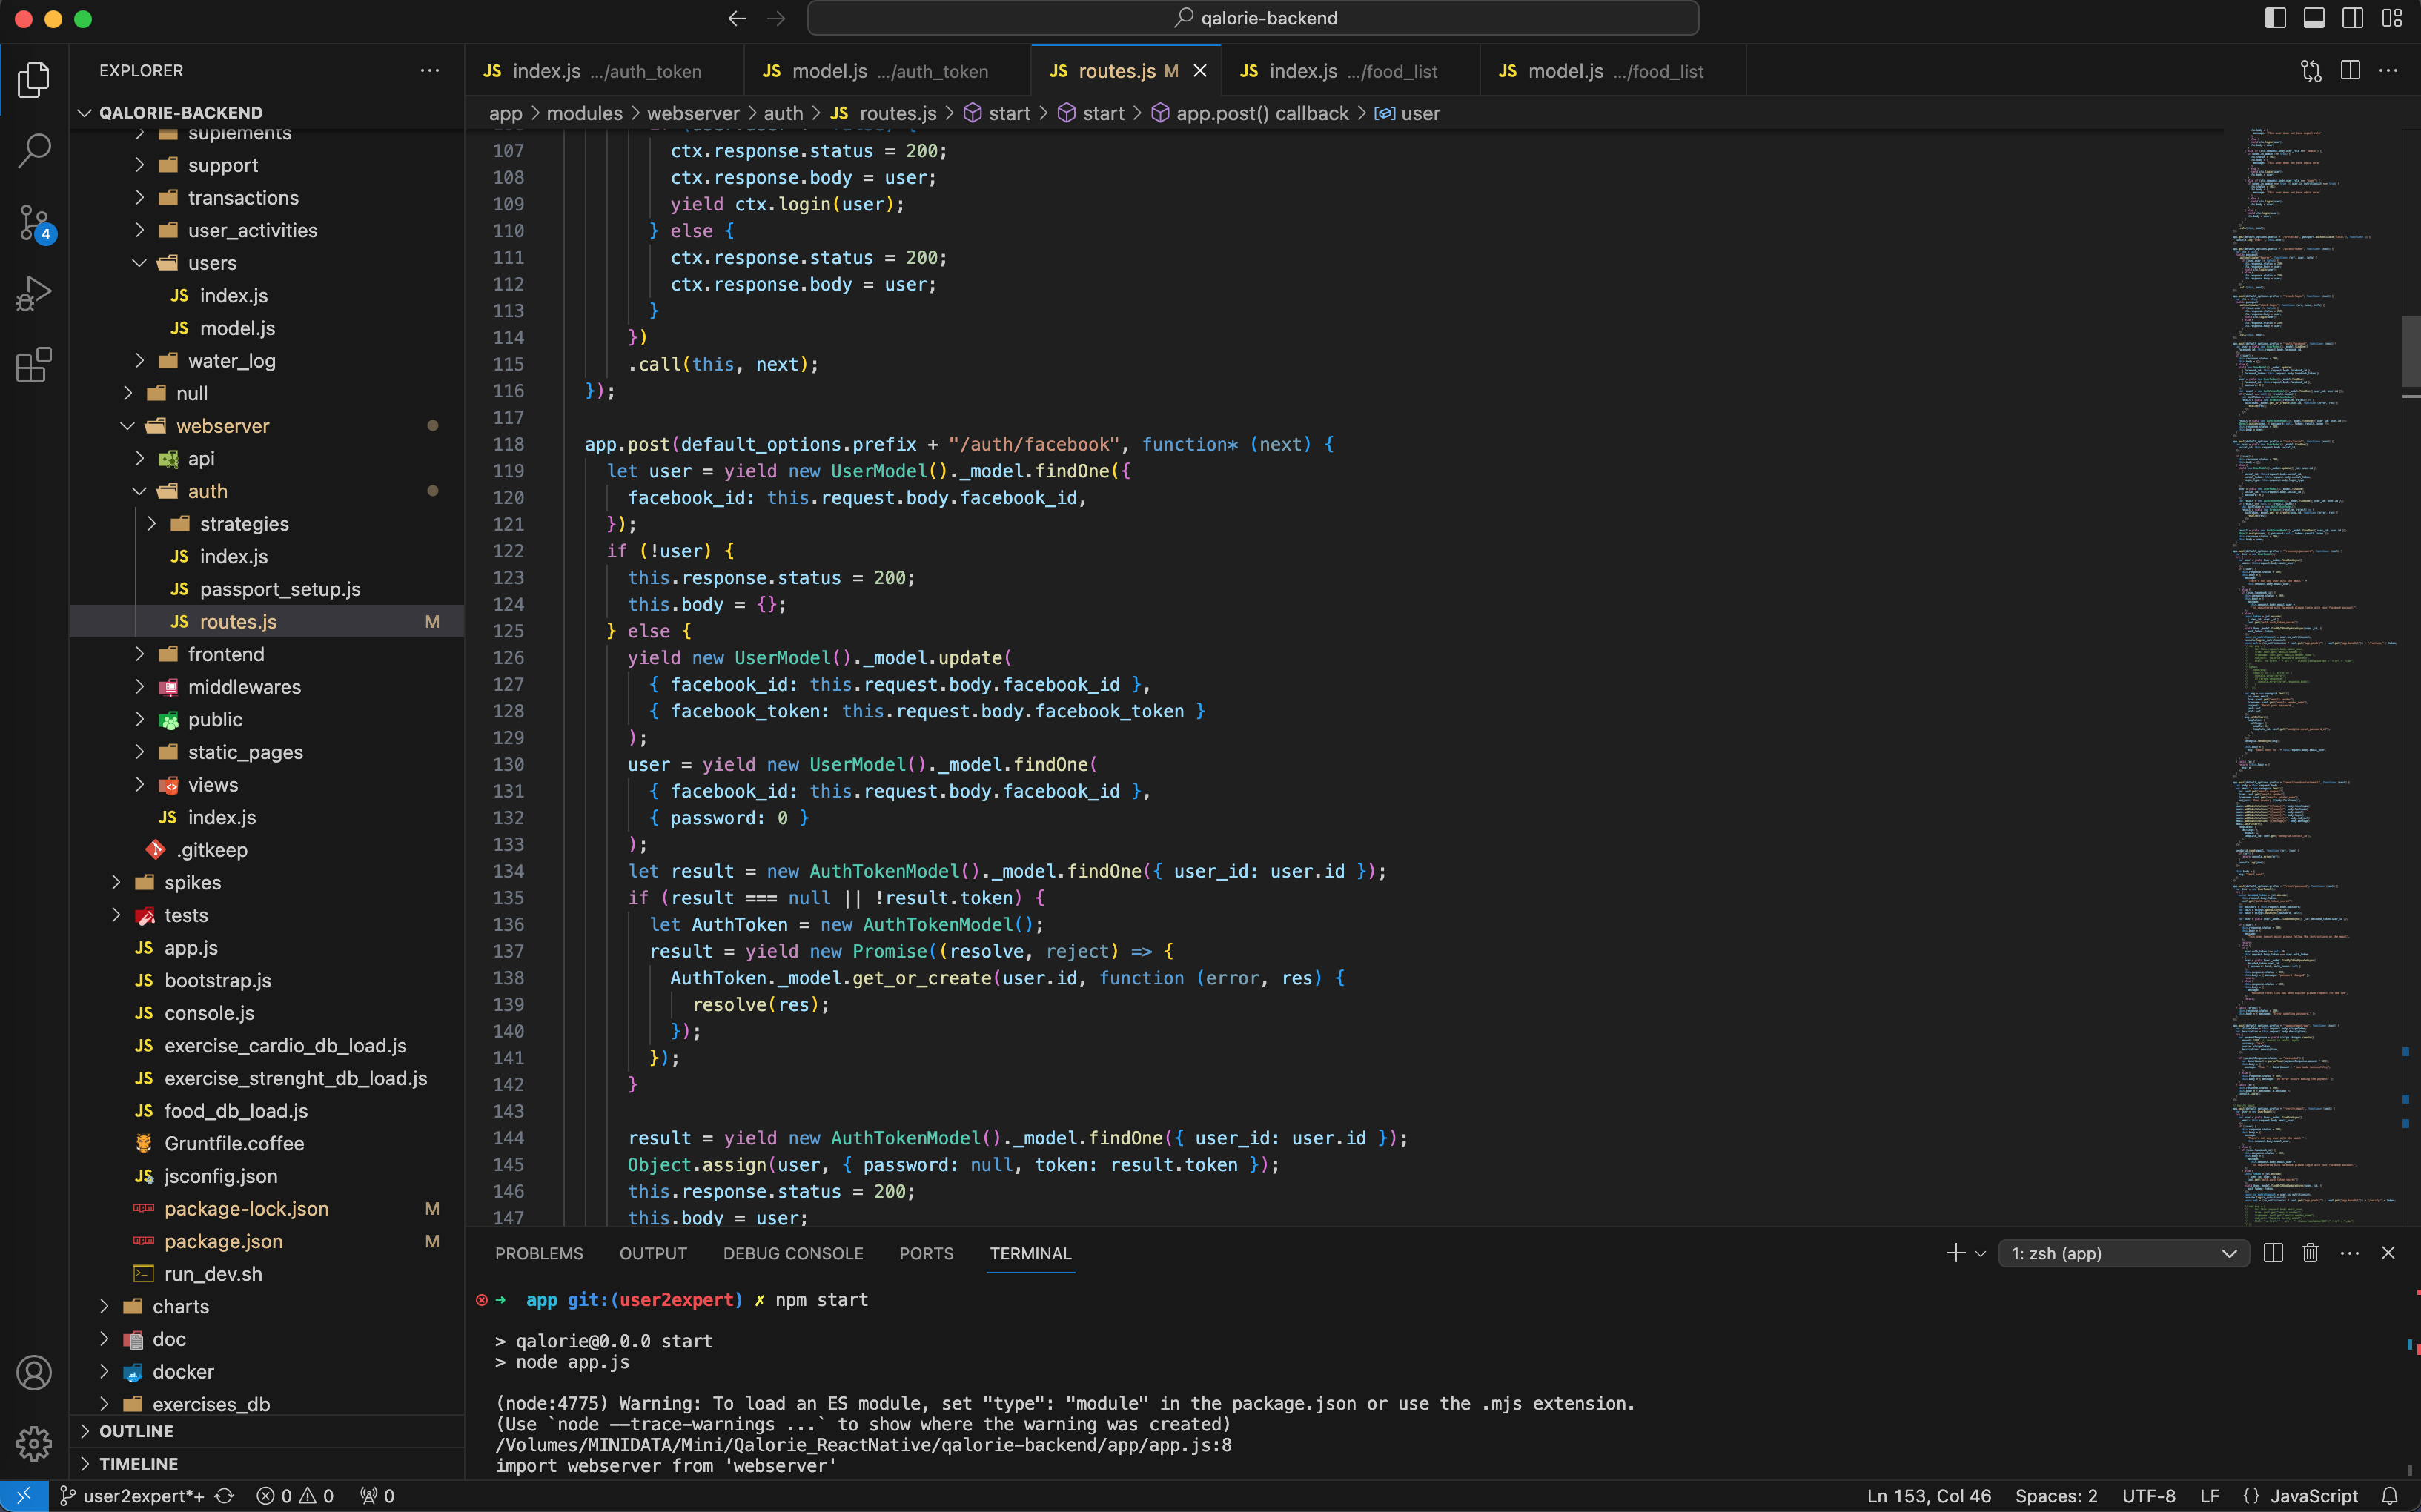 qalorie-backend
EXPLORER
QALORIE-BACKEND
suplements
support
transactions
user_activities
users
JS index.js
JS model.js
water_log
null
webserver
api
auth
strategies
JS index.js
JS passport_setup.js
JS routes.js M
frontend
middlewares
public
static_pages
views
JS index.js
.gitkeep
spikes
tests
JS app.js
JS bootstrap.js
JS console.js
JS exercise_cardio_db_load.js
JS exercise_strenght_db_load.js
JS food_db_load.js
Gruntfile.coffee
JS jsconfig.json
package-lock.json M
package.json M
run_dev.sh
charts
doc
docker
exercises_db
OUTLINE
TIMELINE
4
JS index.js .../auth_token
JS model.js .../auth_token
JS routes.js M
JS index.js .../food_list
JS model.js .../food_list
app > modules > webserver > auth > JS routes.js > start > start > app.post() callback > user
107 ctx.response.status = 200;
108 ctx.response.body = user;
109 yield ctx.login(user);
110 } else {
111 ctx.response.status = 200;
112 ctx.response.body = user;
113 }
114 })
115 .call(this, next);
116 });
117
118 app.post(default_options.prefix + "/auth/facebook", function* (next) {
119 let user = yield new UserModel()._model.findOne({
120 facebook_id: this.request.body.facebook_id,
121 });
122 if (!user) {
123 this.response.status = 200;
124 this.body = {};
125 } else {
126 yield new UserModel()._model.update(
127 { facebook_id: this.request.body.facebook_id },
128 { facebook_token: this.request.body.facebook_token }
129 );
130 user = yield new UserModel()._model.findOne(
131 { facebook_id: this.request.body.facebook_id },
132 { password: 0 }
133 );
134 let result = new AuthTokenModel()._model.findOne({ user_id: user.id });
135 if (result === null || !result.token) {
136 let AuthToken = new AuthTokenModel();
137 result = yield new Promise((resolve, reject) => {
138 AuthToken._model.get_or_create(user.id, function (error, res) {
139 resolve(res);
140 });
141 });
142 }
143
144 result = yield new AuthTokenModel()._model.findOne({ user_id: user.id });
145 Object.assign(user, { password: null, token: result.token });
146 this.response.status = 200;
147 this.body = user;
PROBLEMS OUTPUT DEBUG CONSOLE PORTS TERMINAL
1: zsh (app)
→ app git:(user2expert) ✗ npm start
> qalorie@0.0.0 start
> node app.js
(node:4775) Warning: To load an ES module, set "type": "module" in the package.json or use the .mjs extension.
(Use `node --trace-warnings ...` to show where the warning was created)
/Volumes/MINIDATA/Mini/Qalorie_ReactNative/qalorie-backend/app/app.js:8
import webserver from 'webserver'
user2expert*+ 0 0 0
Ln 153, Col 46 Spaces: 2 UTF-8 LF {} JavaScript